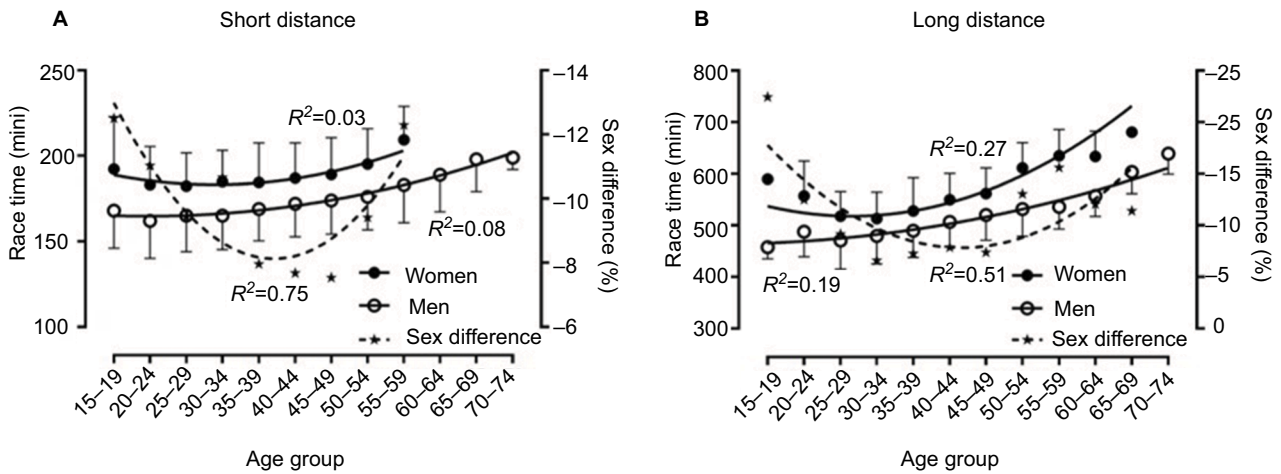 A
Short distance
250
200
150
100
Race time (mini)
–14
–12
–10
–8
–6
Sex difference (%)
R²=0.03
R²=0.08
R²=0.75
Women
Men
Sex difference
15–19
20–24
25–29
30–34
35–39
40–44
45–49
50–54
55–59
60–64
65–69
70–74
Age group
B
Long distance
800
700
600
500
400
300
Race time (mini)
–25
–25
–15
–10
–5
0
Sex difference (%)
R²=0.27
R²=0.19
R²=0.51
Women
Men
Sex difference
15–19
20–24
25–29
30–34
35–39
40–44
45–49
50–54
55–59
60–64
65–69
70–74
Age group